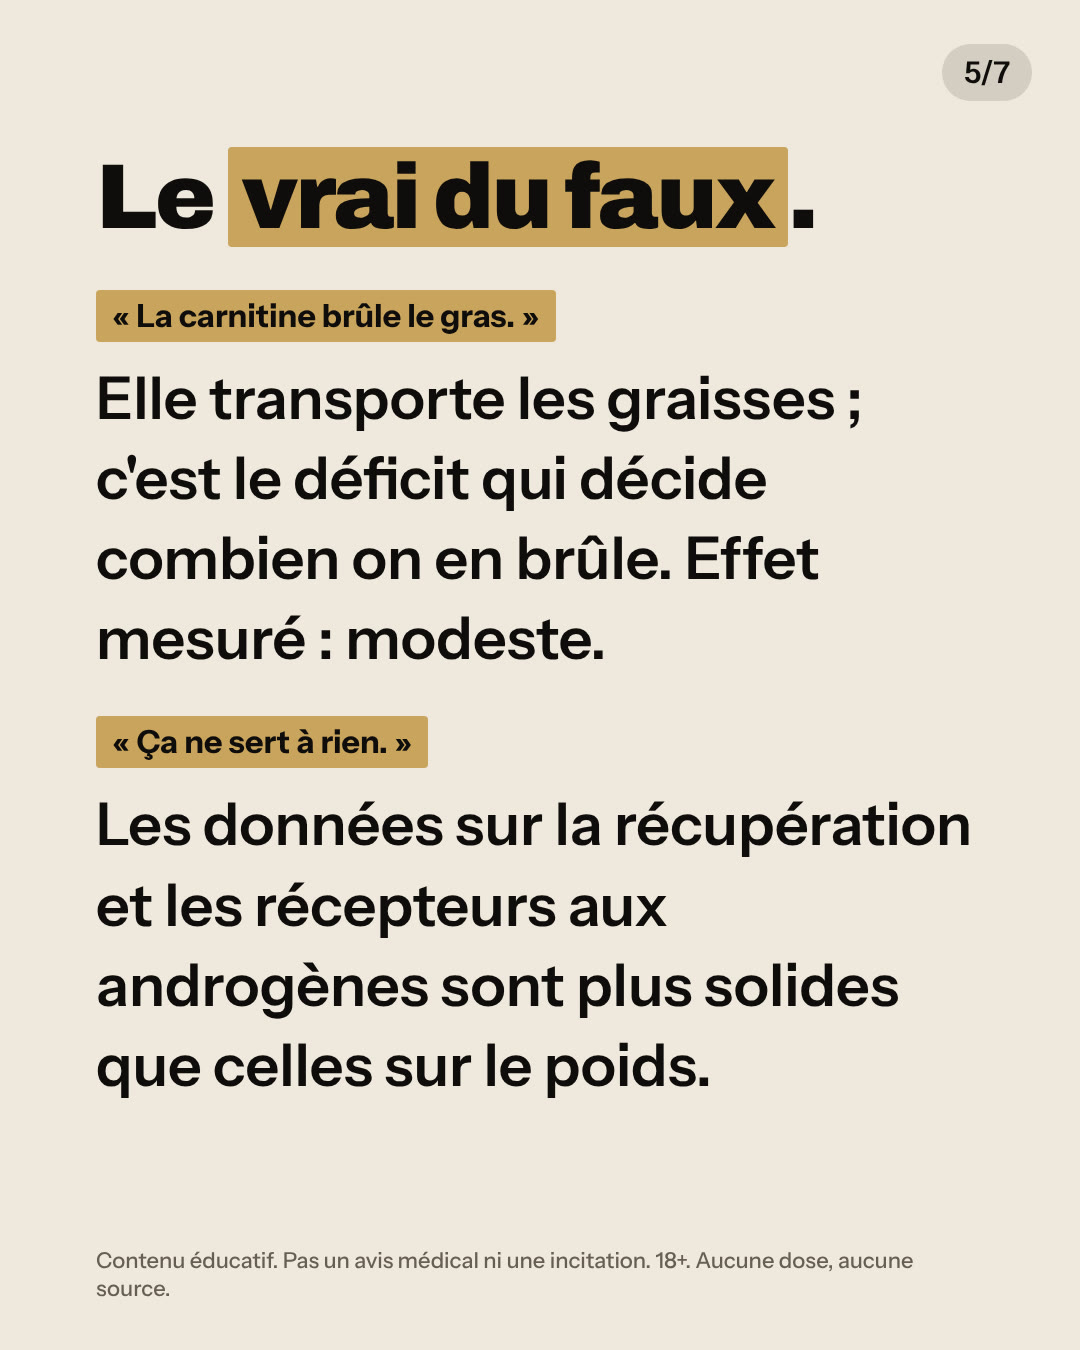 5/7
Le vrai du faux.
« La carnitine brûle le gras. »
Elle transporte les graisses ;
c'est le déficit qui décide
combien on en brûle. Effet
mesuré : modeste.
« Ça ne sert à rien. »
Les données sur la récupération
et les récepteurs aux
androgènes sont plus solides
que celles sur le poids.
Contenu éducatif. Pas un avis médical ni une incitation. 18+. Aucune dose, aucune
source.